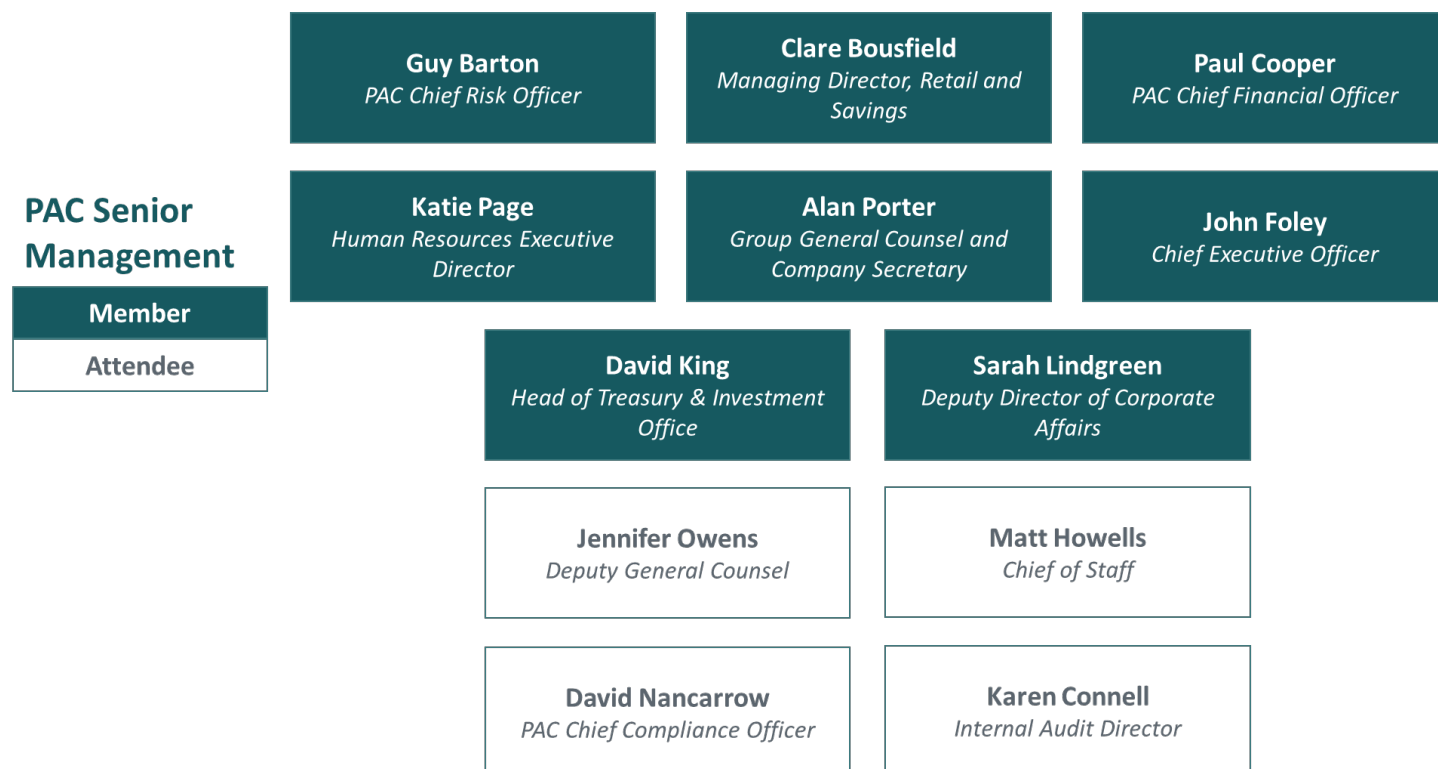 Guy Barton
PAC Chief Risk Officer
Clare Bousfield
Managing Director, Retail and
Savings
Paul Cooper
PAC Chief Financial Officer
PAC Senior
Management
Member
Attendee
Katie Page
Human Resources Executive
Director
Alan Porter
Group General Counsel and
Company Secretary
John Foley
Chief Executive Officer
David King
Head of Treasury & Investment
Office
Sarah Lindgreen
Deputy Director of Corporate
Affairs
Jennifer Owens
Deputy General Counsel
Matt Howells
Chief of Staff
David Nancarrow
PAC Chief Compliance Officer
Karen Connell
Internal Audit Director